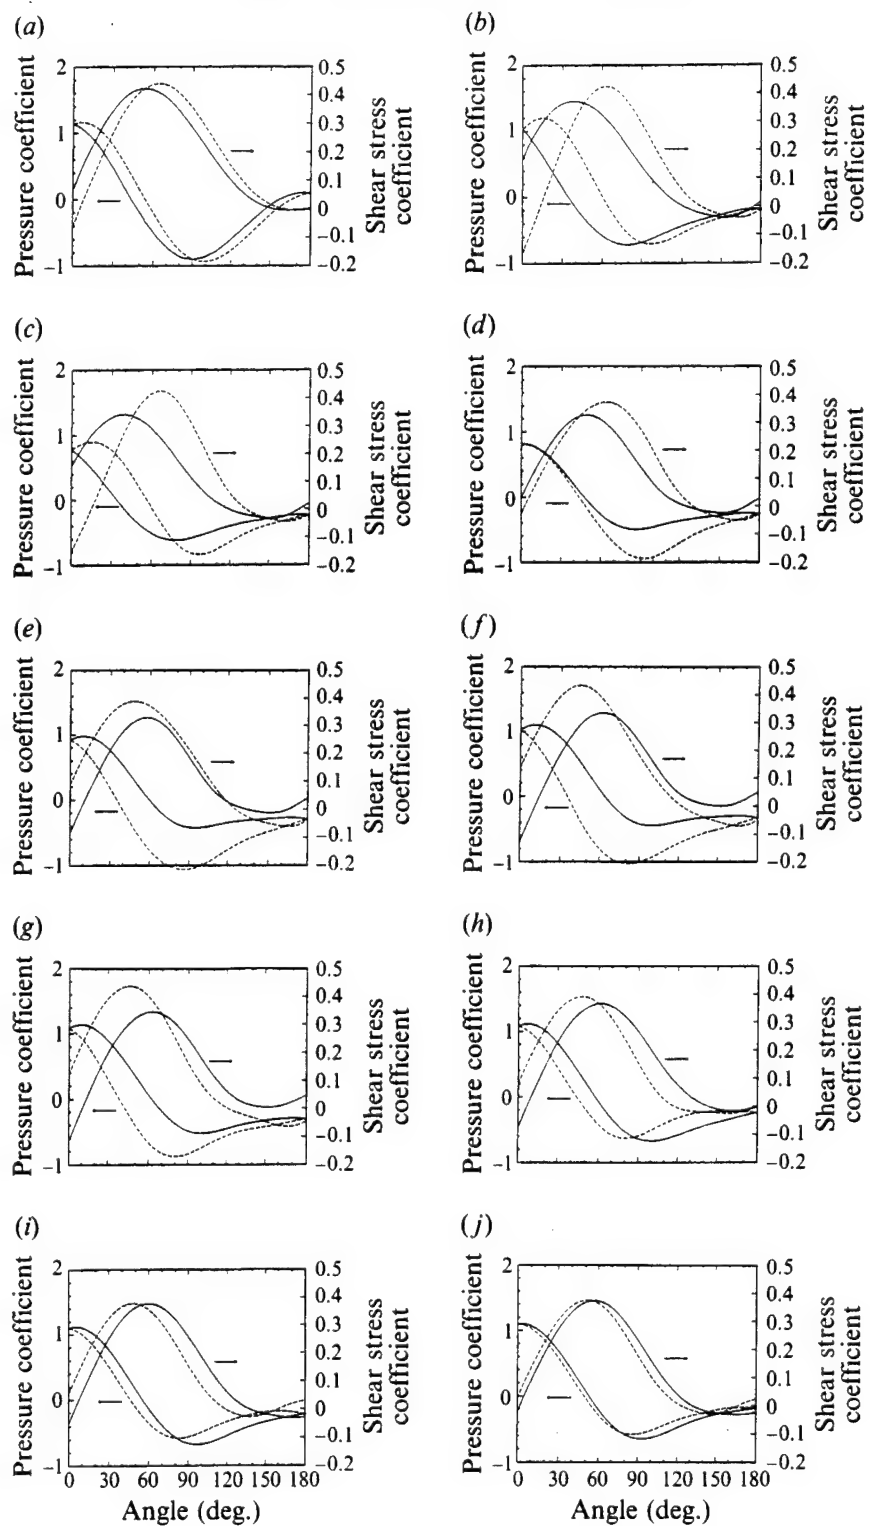 (a)
Pressure coefficient
2
1
0
−1
0.5
0.4
0.3
0.2
0.1
0
−0.1
−0.2
Shear stress
coefficient
(b)
Pressure coefficient
2
1
0
−1
0.5
0.4
0.3
0.2
0.1
0
−0.1
−0.2
Shear stress
coefficient
(c)
Pressure coefficient
2
1
0
−1
0.5
0.4
0.3
0.2
0.1
0
−0.1
−0.2
Shear stress
coefficient
(d)
Pressure coefficient
2
1
0
−1
0.5
0.4
0.3
0.2
0.1
0
−0.1
−0.2
Shear stress
coefficient
(e)
Pressure coefficient
2
1
0
−1
0.5
0.4
0.3
0.2
0.1
0
−0.1
−0.2
Shear stress
coefficient
(f)
Pressure coefficient
2
1
0
−1
0.5
0.4
0.3
0.2
0.1
0
−0.1
−0.2
Shear stress
coefficient
(g)
Pressure coefficient
2
1
0
−1
0.5
0.4
0.3
0.2
0.1
0
−0.1
−0.2
Shear stress
coefficient
(h)
Pressure coefficient
2
1
0
−1
0.5
0.4
0.3
0.2
0.1
0
−0.1
−0.2
Shear stress
coefficient
(i)
Pressure coefficient
2
1
0
−1
0.5
0.4
0.3
0.2
0.1
0
−0.1
−0.2
Shear stress
coefficient
0 30 60 90 120 150 180
Angle (deg.)
(j)
Pressure coefficient
2
1
0
−1
0.5
0.4
0.3
0.2
0.1
0
−0.1
−0.2
Shear stress
coefficient
0 30 60 90 120 150 180
Angle (deg.)